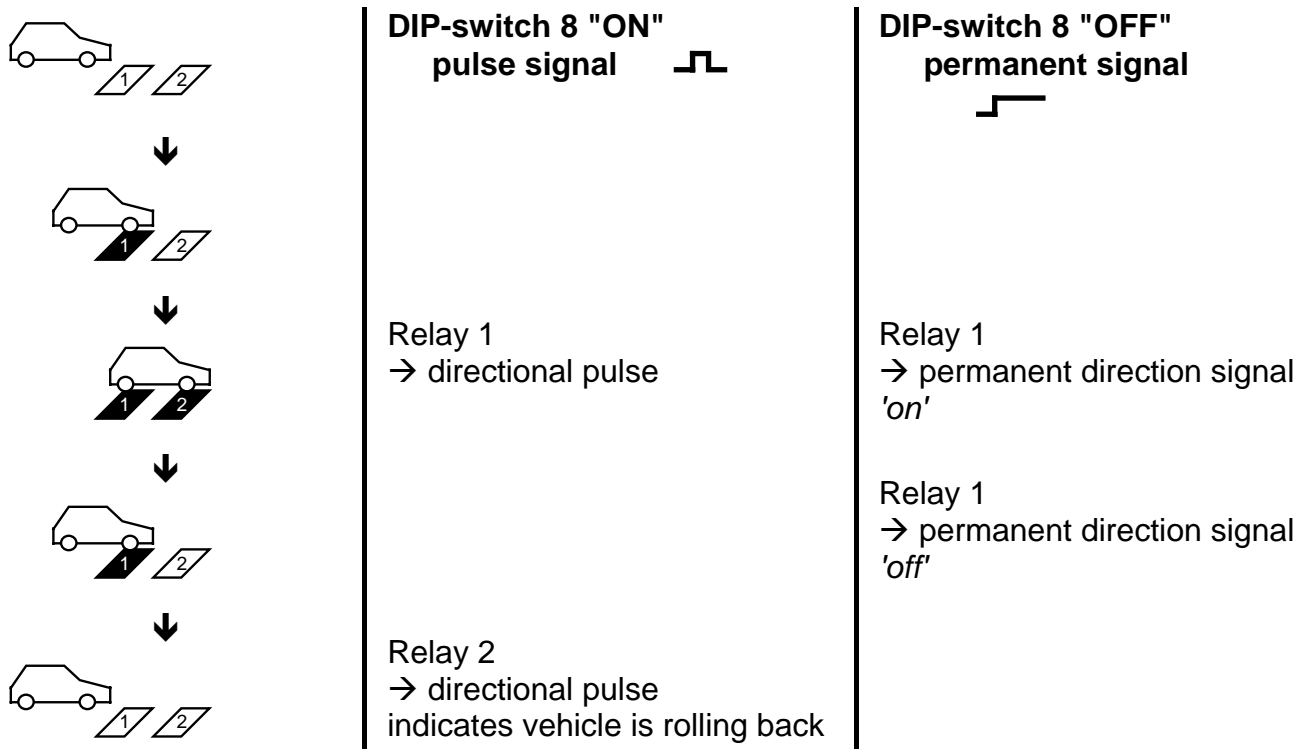 DIP-switch 8 "ON"
pulse signal
DIP-switch 8 "OFF"
permanent signal
1 2
1 2
Relay 1
→ directional pulse
Relay 1
→ permanent direction signal
'on'
1 2
Relay 1
→ permanent direction signal
'off'
1 2
Relay 2
→ directional pulse
indicates vehicle is rolling back
1 2